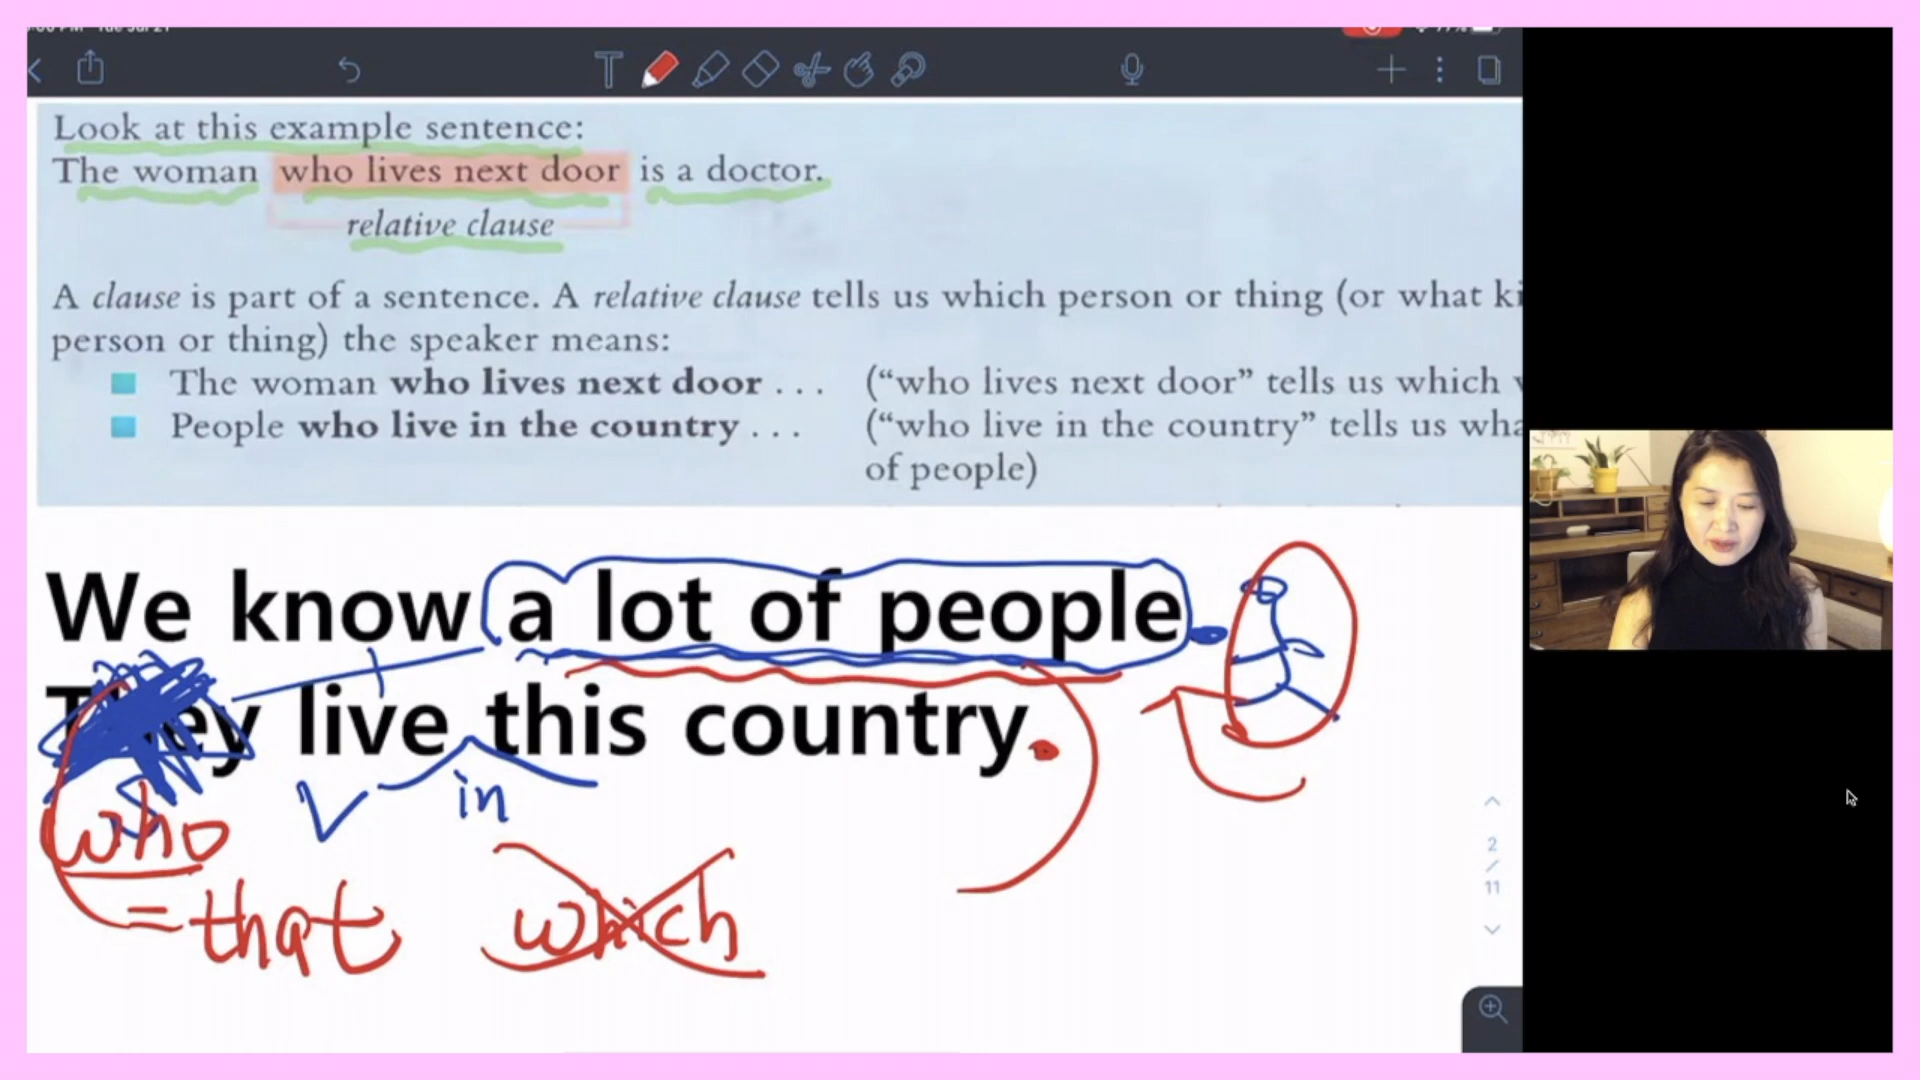 Look at this example sentence:
The woman who lives next door is a doctor.
relative clause
A clause is part of a sentence. A relative clause tells us which person or thing (or what ki
person or thing) the speaker means:
The woman who lives next door . . . (“who lives next door” tells us which
People who live in the country . . . (“who live in the country” tells us wha
of people)
We know a lot of people.
They live this country.
in
who
= that which
2
/
11